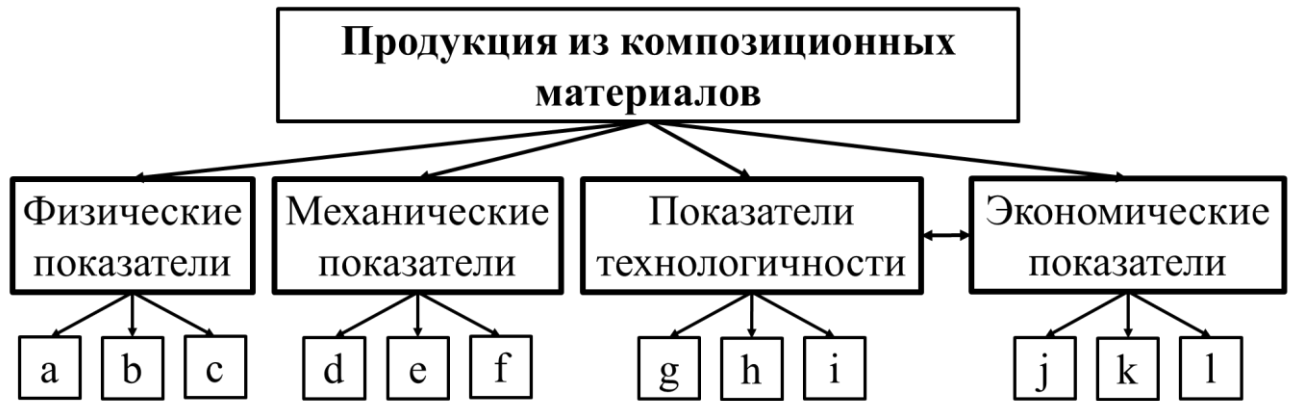 Продукция из композиционных
материалов
Физические
показатели
Механические
показатели
Показатели
технологичности
Экономические
показатели
a
b
c
d
e
f
g
h
i
j
k
l